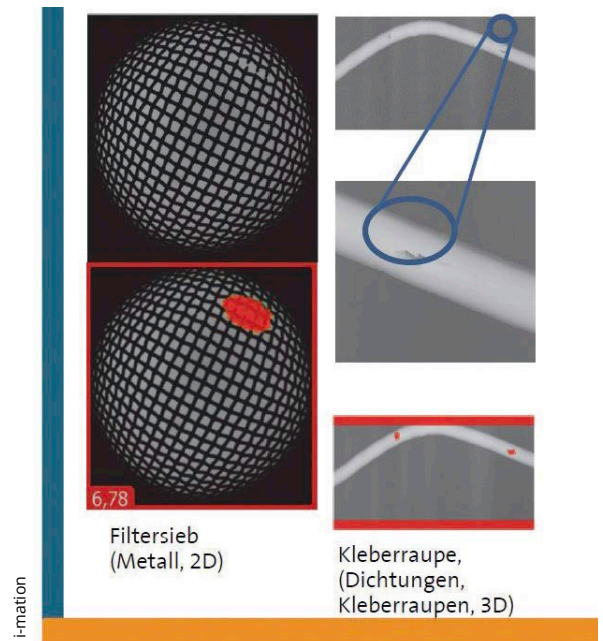 6,78
Filtersieb
(Metall, 2D)
Kleberraupe,
(Dichtungen,
Kleberraupen, 3D)
i-mation